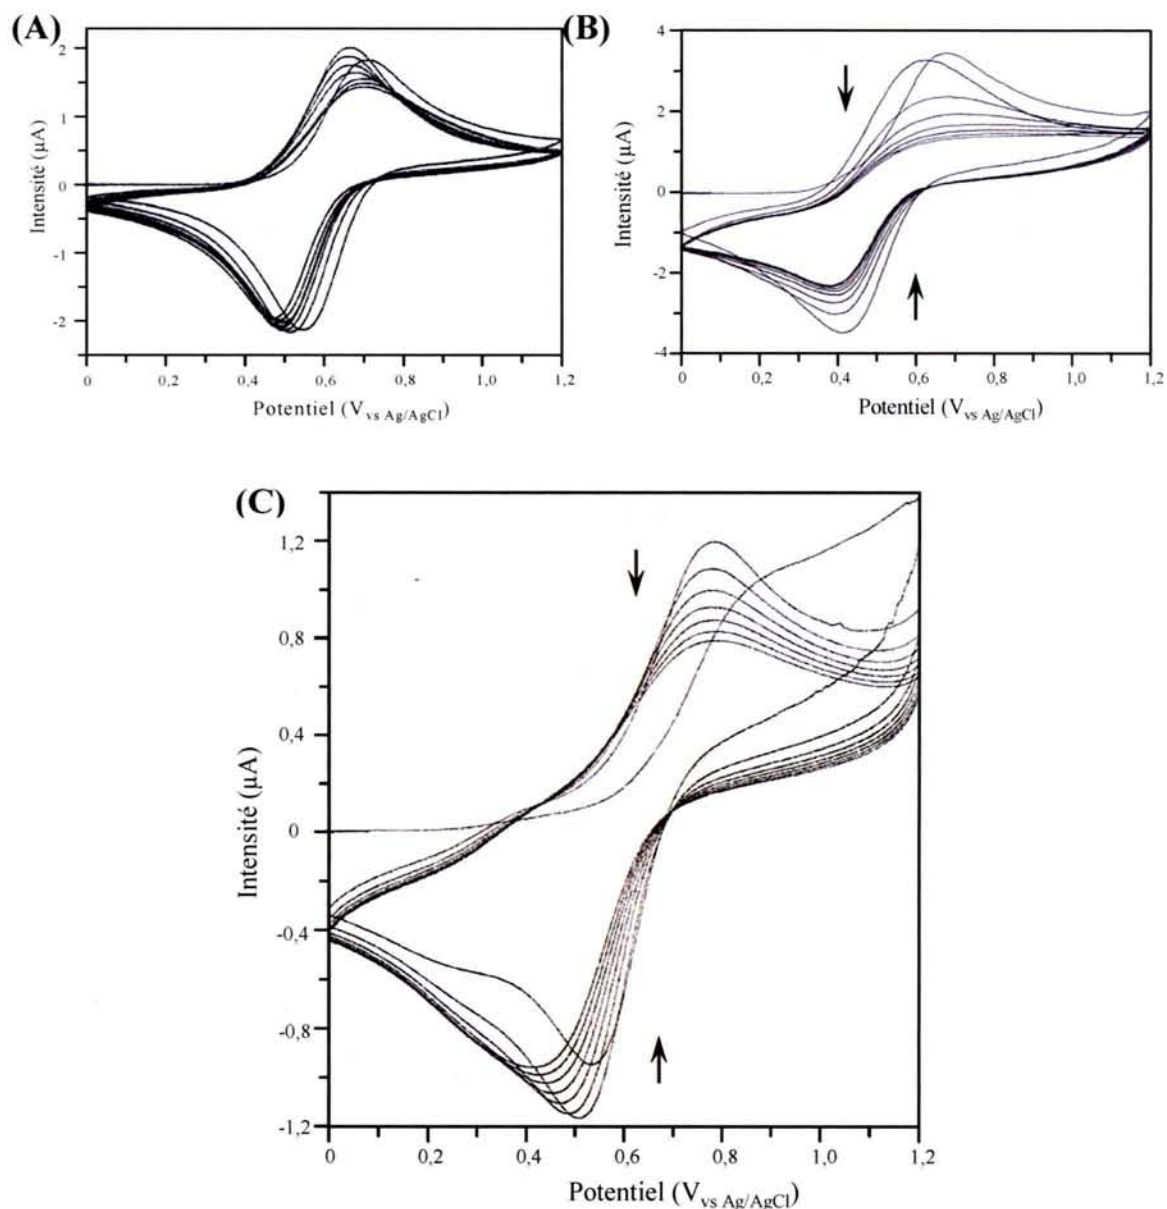 (A)
Intensité (µA)
2
1
0
-1
-2
0 0,2 0,4 0,6 0,8 1,0 1,2
Potentiel (V vs Ag/AgCl)
(B)
Intensité (µA)
4
2
0
-2
-4
0 0,2 0,4 0,6 0,8 1,0 1,2
Potentiel (V vs Ag/AgCl)
(C)
Intensité (µA)
1,2
0,8
0,4
0
-0,4
-0,8
-1,2
0 0,2 0,4 0,6 0,8 1,0 1,2
Potentiel (V vs Ag/AgCl)